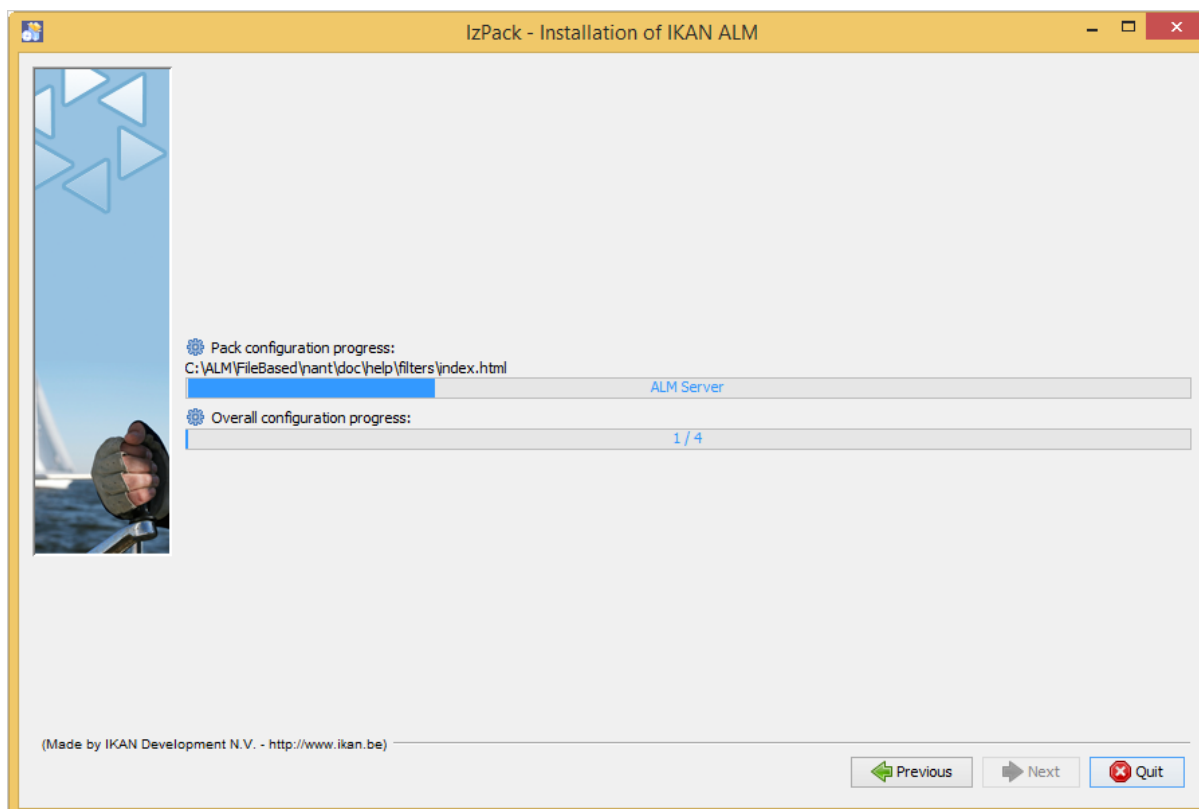 IzPack - Installation of IKAN ALM
Pack configuration progress:
C:\ALM\FileBased\nant\doc\help\filters\index.html
ALM Server
Overall configuration progress:
1 / 4
(Made by IKAN Development N.V. - http://www.ikan.be)
Previous Next Quit